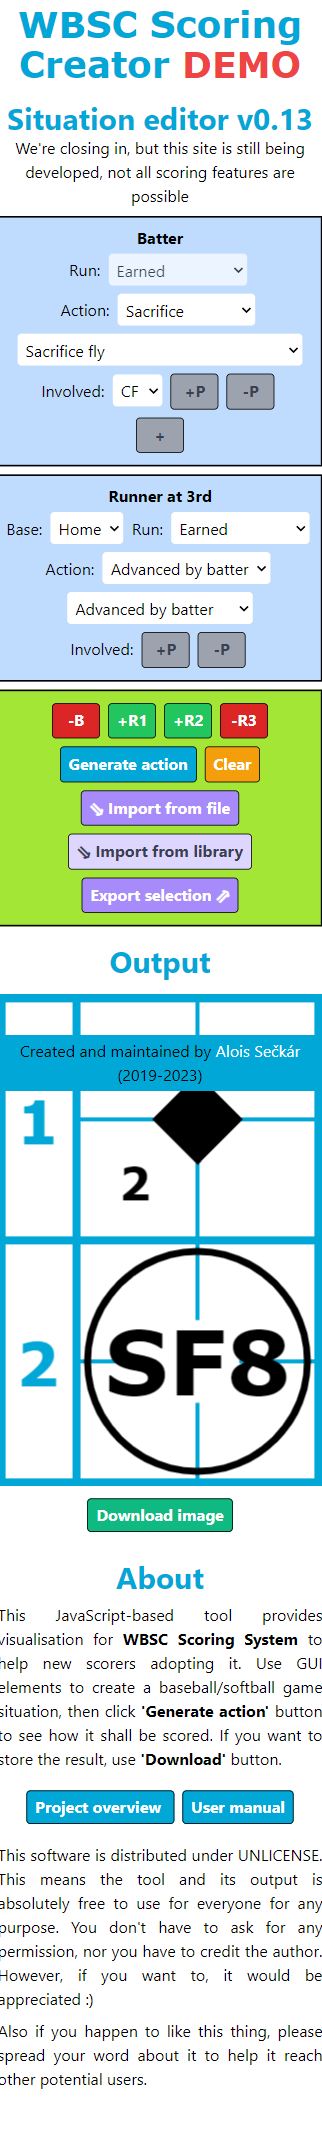 WBSC Scoring
Creator DEMO
Situation editor v0.13
We're closing in, but this site is still being
developed, not all scoring features are
possible
Batter
Run: Earned
Action: Sacrifice
Sacrifice fly
Involved: CF +P -P
+
Runner at 3rd
Base: Home Run: Earned
Action: Advanced by batter
Advanced by batter
Involved: +P -P
-B +R1 +R2 -R3
Generate action Clear
⇘ Import from file
⇘ Import from library
Export selection ⇗
Output
Created and maintained by Alois Sečkár
(2019-2023)
1
2
2 SF8
Download image
About
This JavaScript-based tool provides
visualisation for WBSC Scoring System to
help new scorers adopting it. Use GUI
elements to create a baseball/softball game
situation, then click 'Generate action' button
to see how it shall be scored. If you want to
store the result, use 'Download' button.
Project overview User manual
This software is distributed under UNLICENSE.
This means the tool and its output is
absolutely free to use for everyone for any
purpose. You don't have to ask for any
permission, nor you have to credit the author.
However, if you want to, it would be
appreciated :)
Also if you happen to like this thing, please
spread your word about it to help it reach
other potential users.